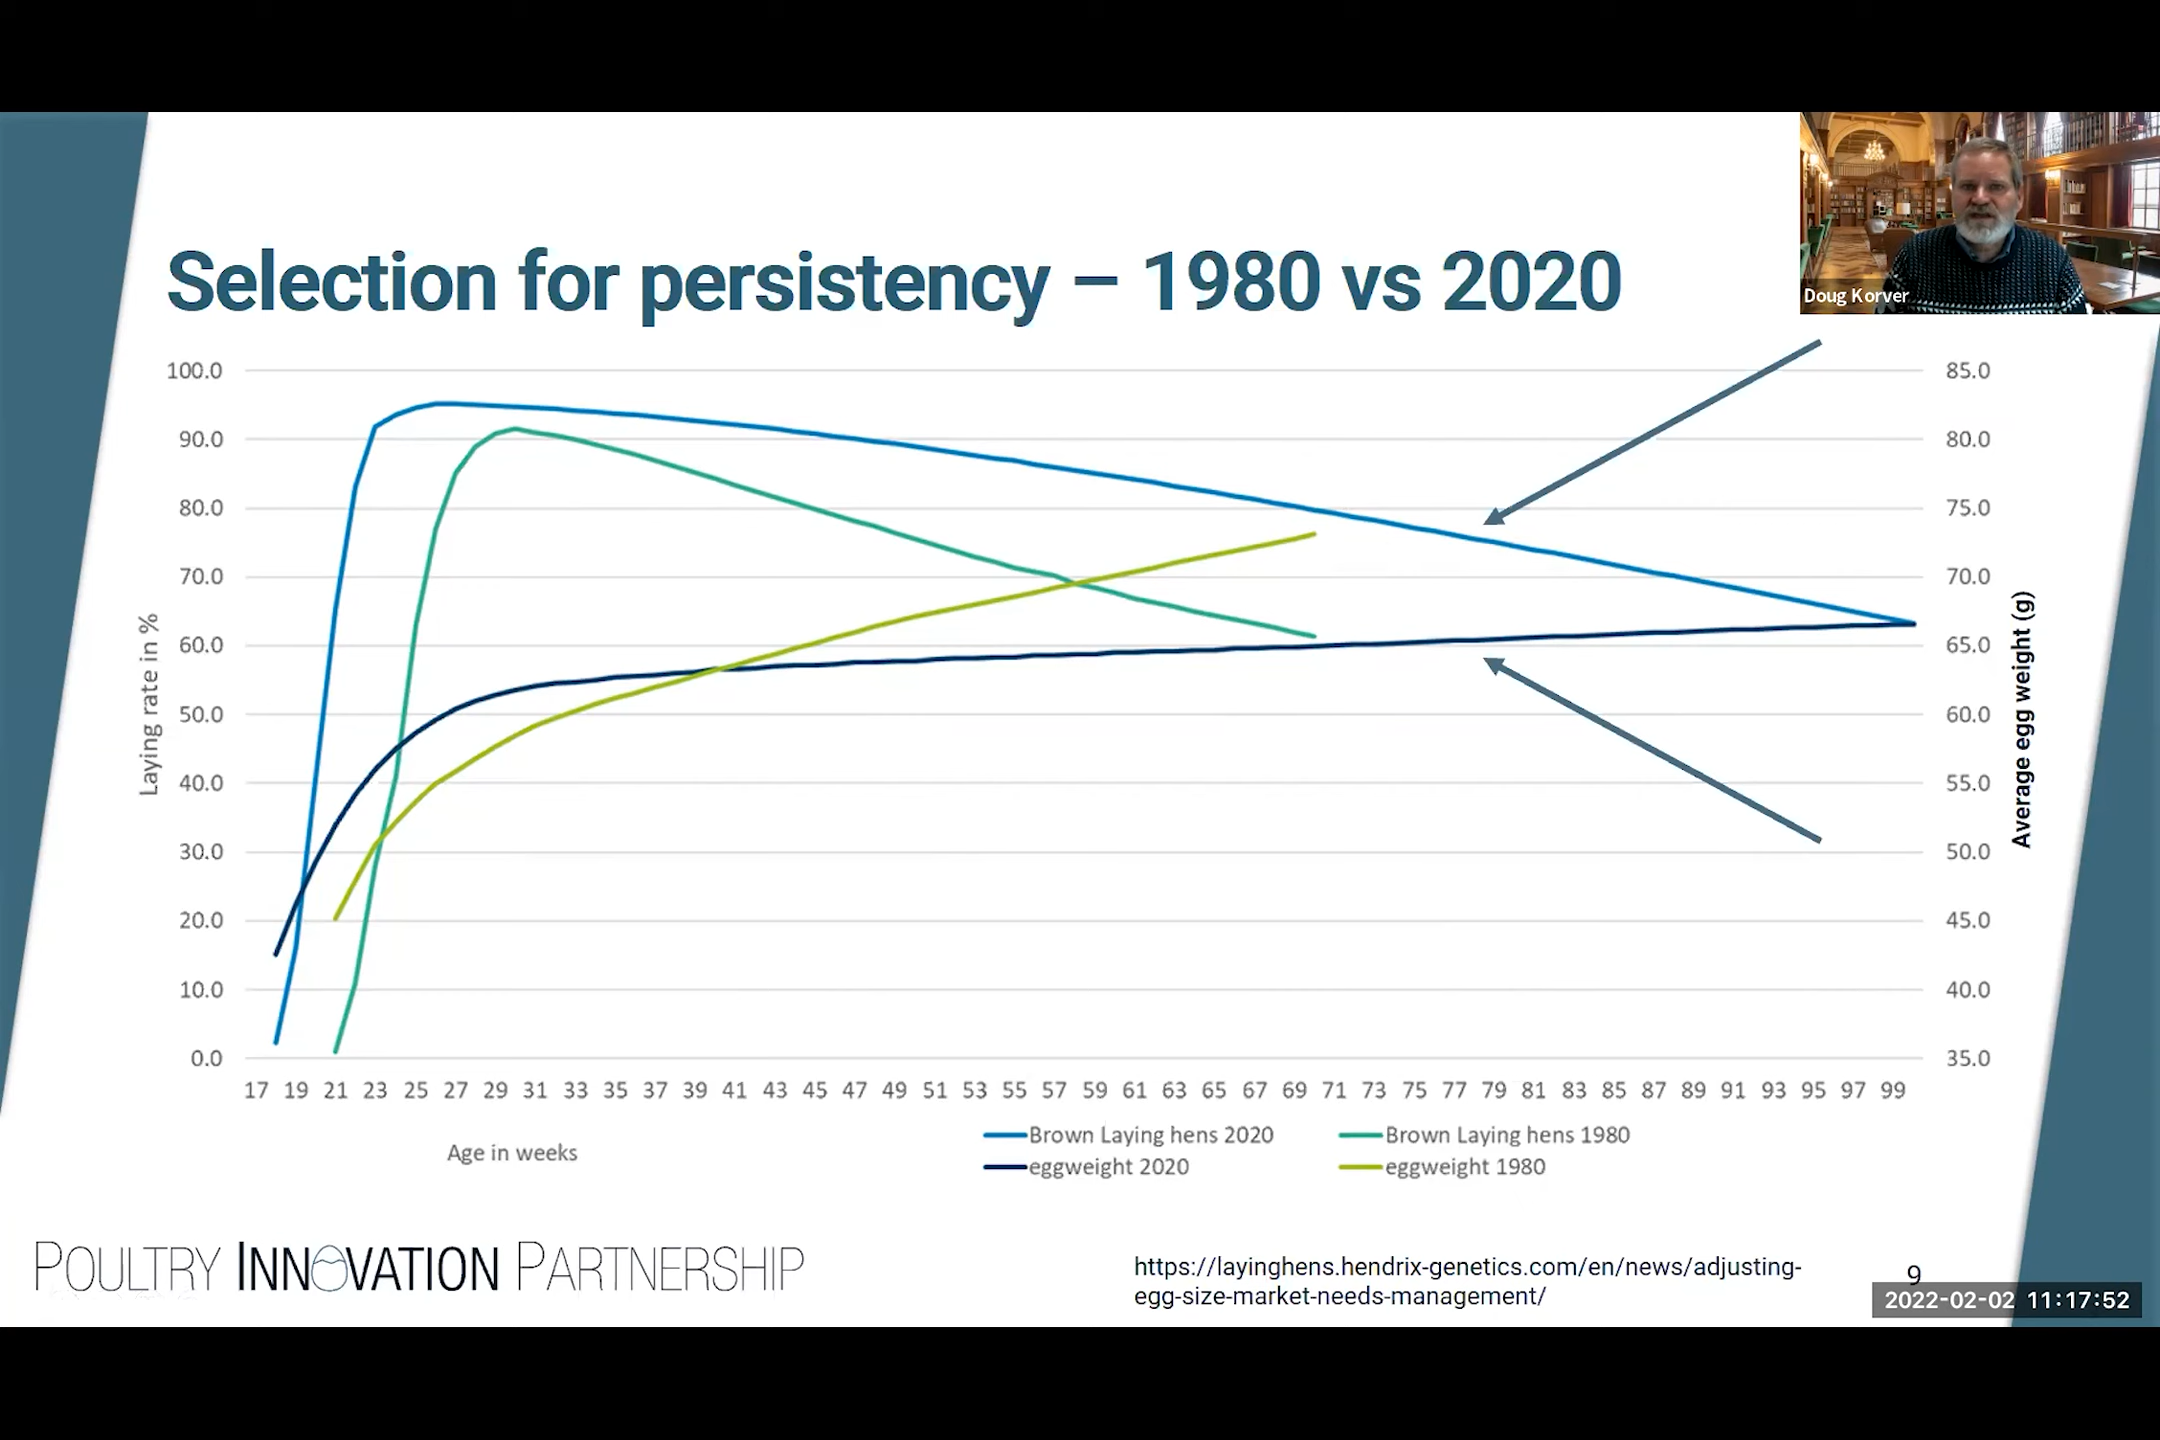 Selection for persistency – 1980 vs 2020
Doug Korver
100.0
90.0
80.0
70.0
60.0
50.0
40.0
30.0
20.0
10.0
0.0
Laying rate in %
85.0
80.0
75.0
70.0
65.0
60.0
55.0
50.0
45.0
40.0
35.0
Average egg weight (g)
17 19 21 23 25 27 29 31 33 35 37 39 41 43 45 47 49 51 53 55 57 59 61 63 65 67 69 71 73 75 77 79 81 83 85 87 89 91 93 95 97 99
Age in weeks
Brown Laying hens 2020 Brown Laying hens 1980
eggweight 2020 eggweight 1980
POULTRY INNOVATION PARTNERSHIP
https://layinghens.hendrix-genetics.com/en/news/adjusting-
egg-size-market-needs-management/
9
2022-02-02 11:17:52